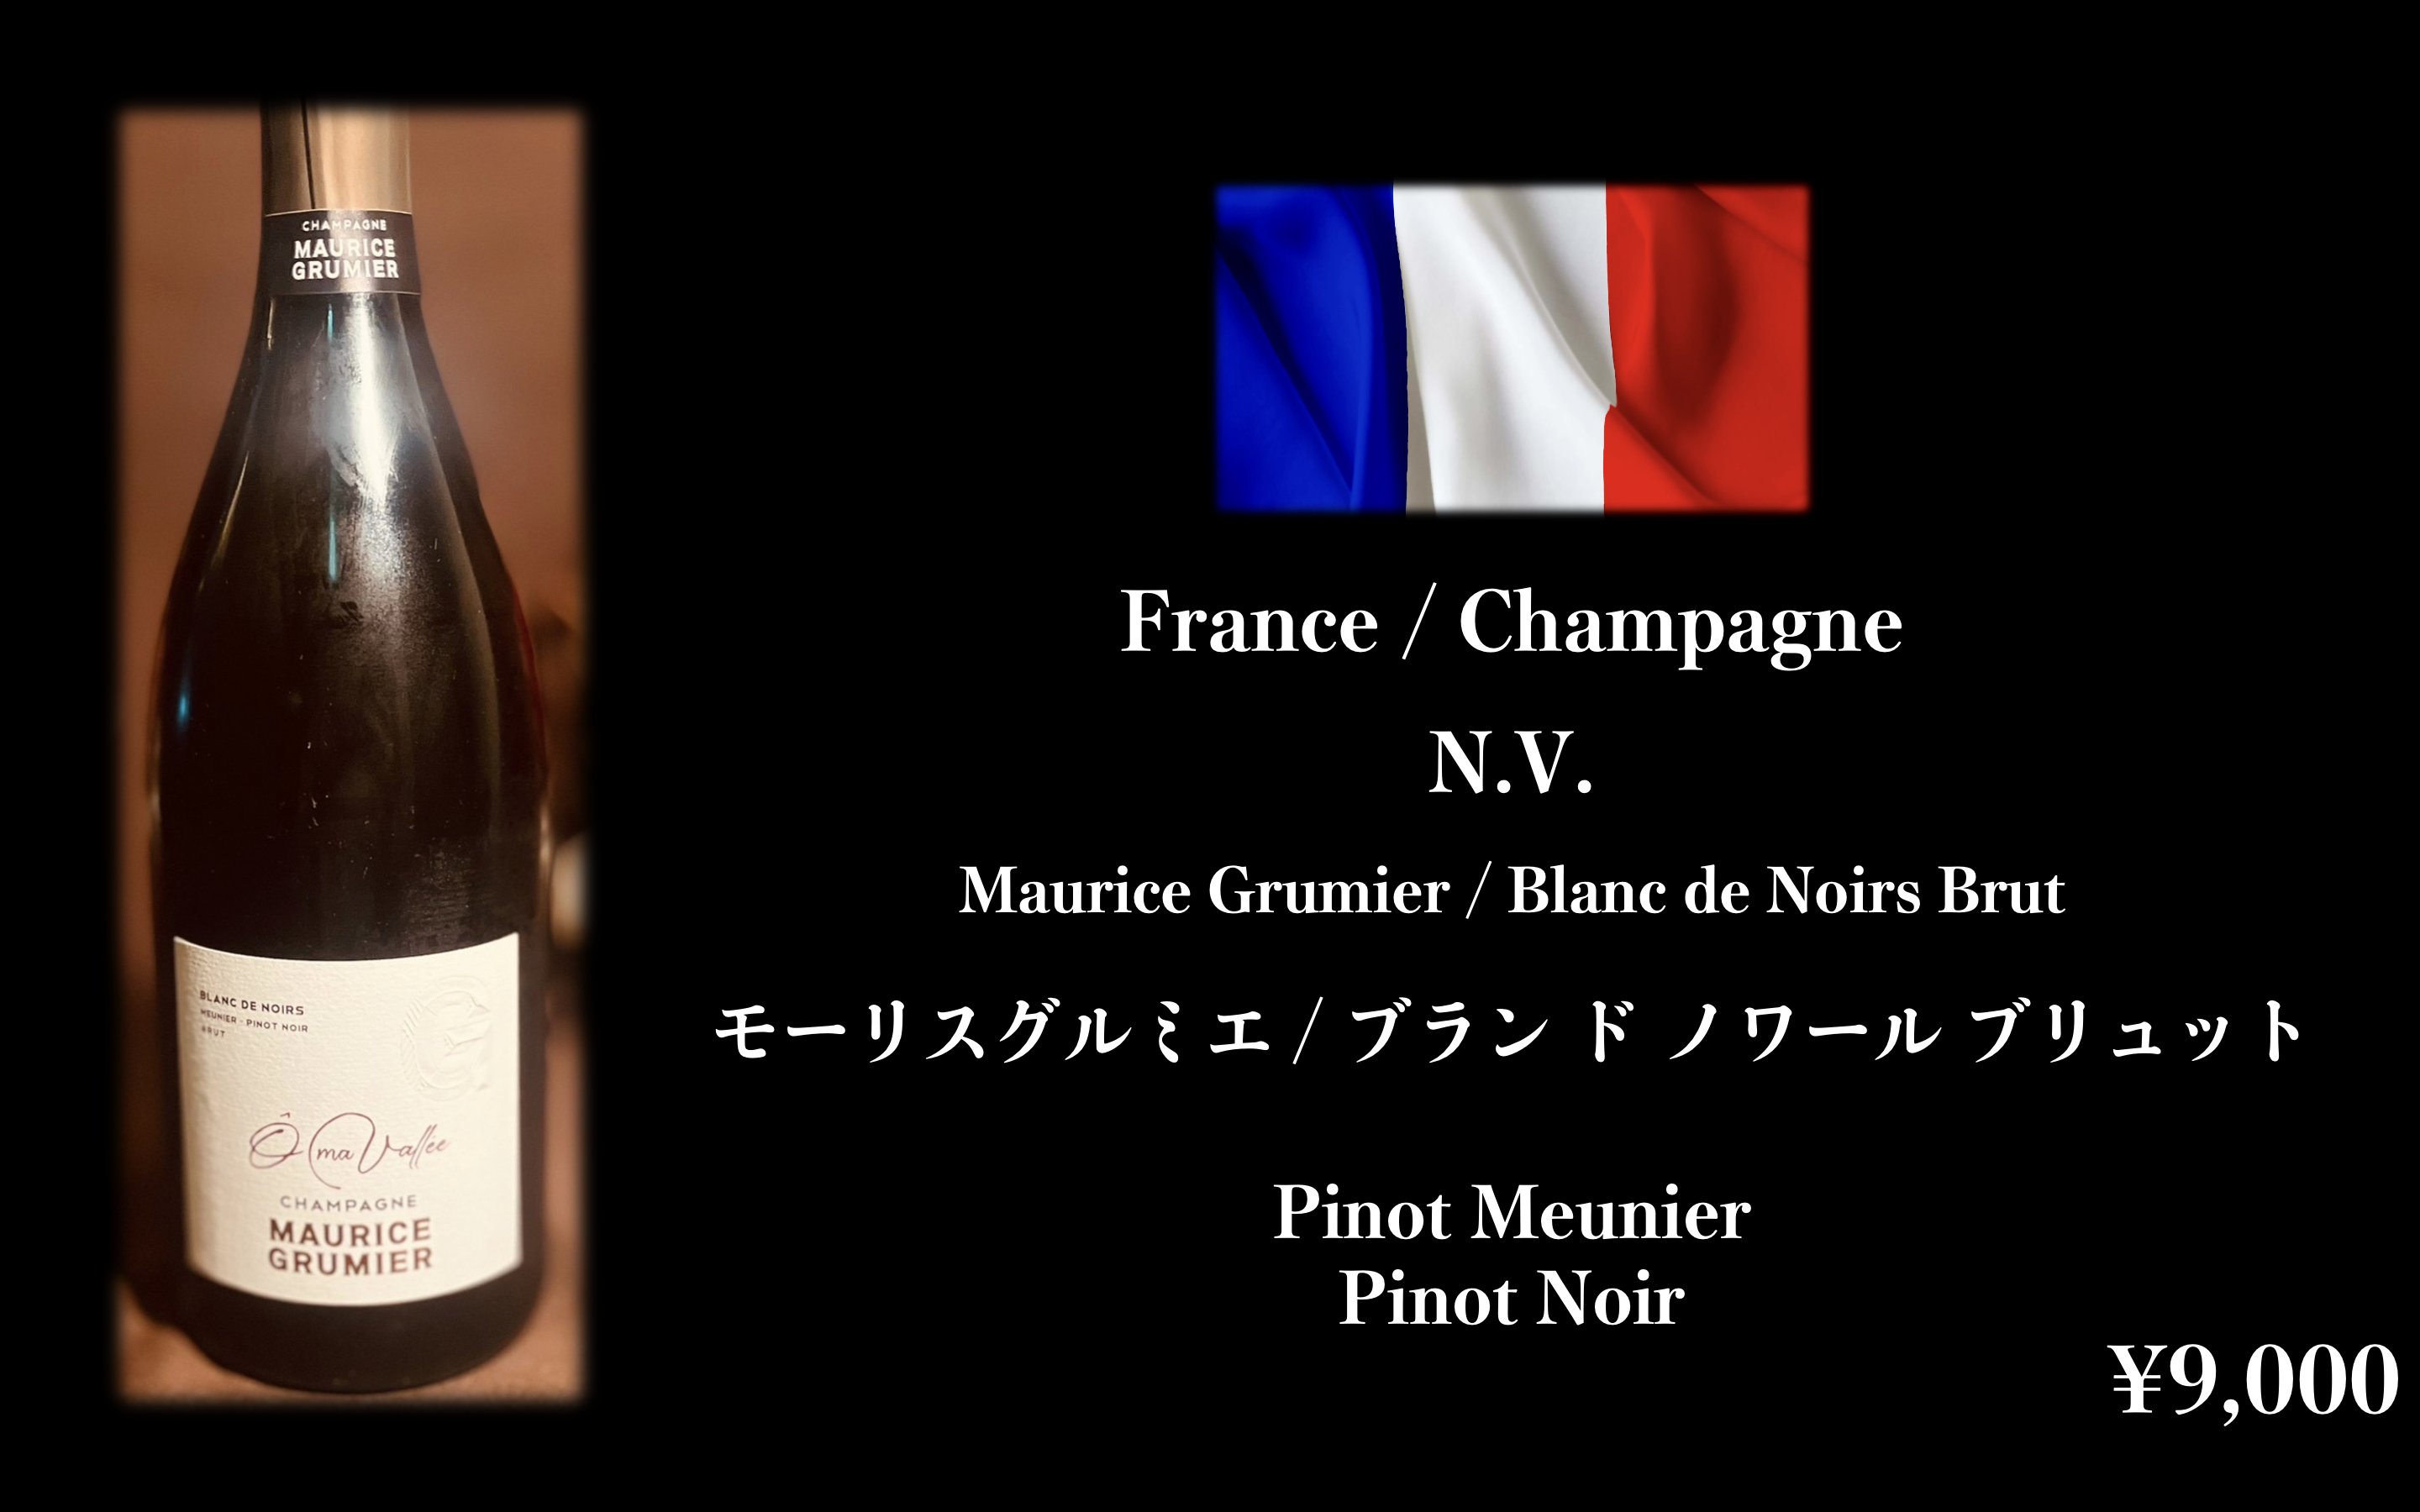 CHAMPAGNE
MAURICE
GRUMIER
BLANC DE NOIRS
MEUNIER - PINOT NOIR
BRUT
Ô ma Vallée
CHAMPAGNE
MAURICE
GRUMIER
France / Champagne
N.V.
Maurice Grumier / Blanc de Noirs Brut
モーリスグルミエ / ブラン ド ノワール ブリュット
Pinot Meunier
Pinot Noir
¥9,000